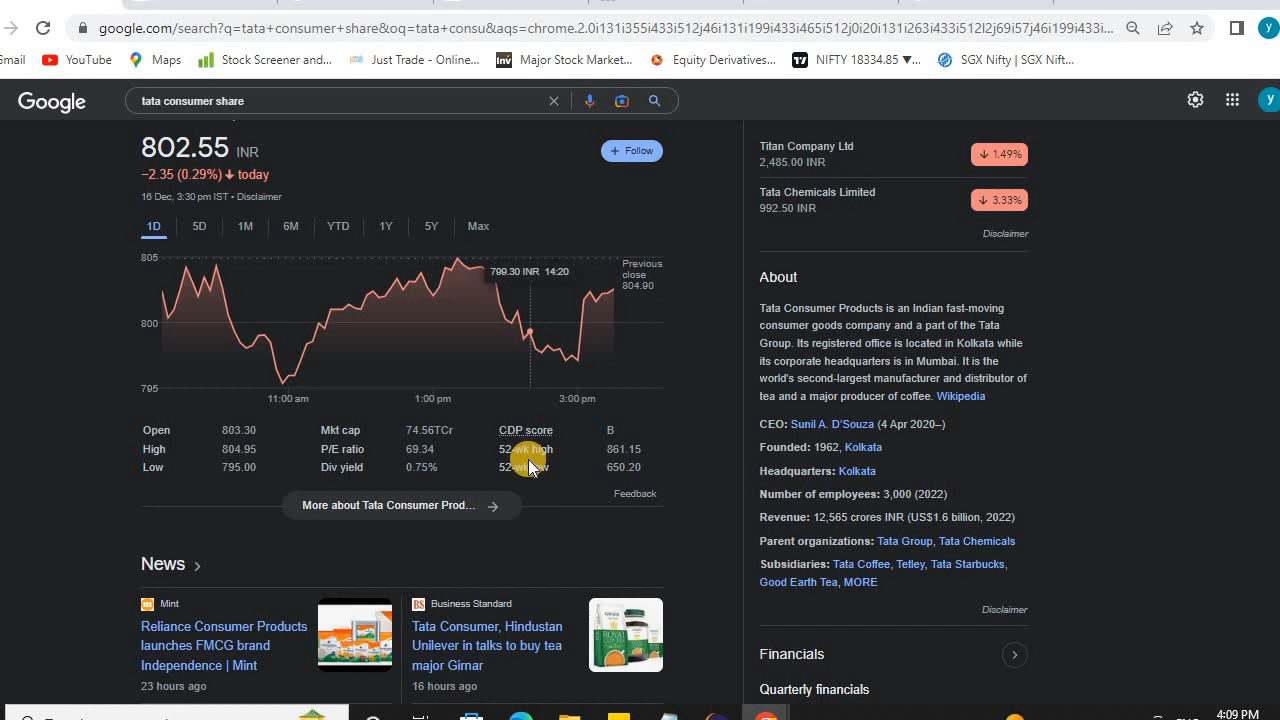 google.com/search?q=tata+consumer+share&oq=tata+consu&aqs=chrome.2.0i131i355i433i512j46i131i199i433i465i512j0i20i131i263i433i512l2j69i57j46i199i433...
y
Gmail
YouTube
Maps
Stock Screener and...
Just Trade - Online...
Inv
Major Stock Market...
Equity Derivatives...
NIFTY 18334.85 ▼...
SGX Nifty | SGX Nift...
Google
tata consumer share
y
802.55 INR
+ Follow
−2.35 (0.29%) ↓ today
16 Dec, 3:30 pm IST • Disclaimer
1D
5D
1M
6M
YTD
1Y
5Y
Max
805
800
795
799.30 INR 14:20
Previous
close
804.90
11:00 am
1:00 pm
3:00 pm
Open 803.30
High 804.95
Low 795.00
Mkt cap 74.56TCr
P/E ratio 69.34
Div yield 0.75%
CDP score B
52-wk high 861.15
52-wk low 650.20
Feedback
More about Tata Consumer Prod... →
News
Mint
Reliance Consumer Products
launches FMCG brand
Independence | Mint
23 hours ago
BS Business Standard
Tata Consumer, Hindustan
Unilever in talks to buy tea
major Girnar
16 hours ago
Titan Company Ltd
2,485.00 INR
↓ 1.49%
Tata Chemicals Limited
992.50 INR
↓ 3.33%
Disclaimer
About
Tata Consumer Products is an Indian fast-moving
consumer goods company and a part of the Tata
Group. Its registered office is located in Kolkata while
its corporate headquarters is in Mumbai. It is the
world's second-largest manufacturer and distributor of
tea and a major producer of coffee. Wikipedia
CEO: Sunil A. D'Souza (4 Apr 2020–)
Founded: 1962, Kolkata
Headquarters: Kolkata
Number of employees: 3,000 (2022)
Revenue: 12,565 crores INR (US$1.6 billion, 2022)
Parent organizations: Tata Group, Tata Chemicals
Subsidiaries: Tata Coffee, Tetley, Tata Starbucks,
Good Earth Tea, MORE
Disclaimer
Financials
Quarterly financials
4:09 PM